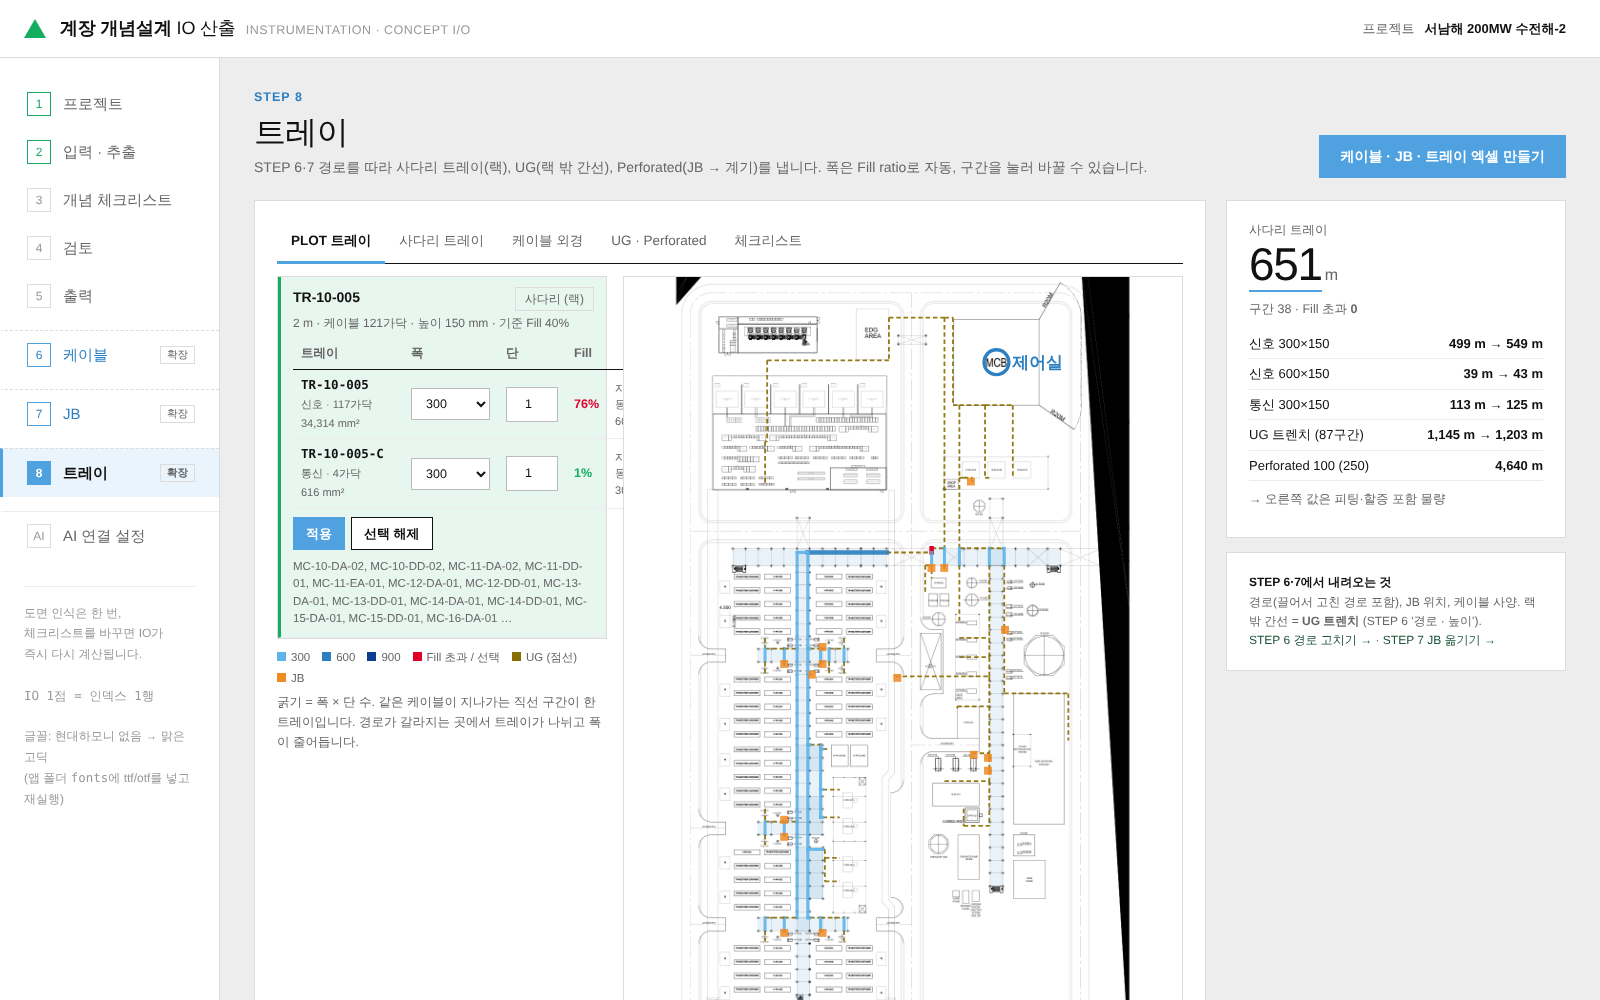 계장 개념설계 IO 산출 INSTRUMENTATION · CONCEPT I/O
프로젝트 서남해 200MW 수전해-2
1 프로젝트
2 입력 · 추출
3 개념 체크리스트
4 검토
5 출력
6 케이블 확장
7 JB 확장
8 트레이 확장
AI AI 연결 설정
도면 인식은 한 번,
체크리스트를 바꾸면 IO가
즉시 다시 계산됩니다.
IO 1점 = 인덱스 1행
글꼴: 현대하모니 없음 → 맑은
고딕
(앱 폴더 fonts에 ttf/otf를 넣고
재실행)
STEP 8
트레이
STEP 6·7 경로를 따라 사다리 트레이(랙), UG(랙 밖 간선), Perforated(JB → 계기)를 냅니다. 폭은 Fill ratio로 자동, 구간을 눌러 바꿀 수 있습니다.
케이블 · JB · 트레이 엑셀 만들기
PLOT 트레이 사다리 트레이 케이블 외경 UG · Perforated 체크리스트
TR-10-005 사다리 (랙)
2 m · 케이블 121가닥 · 높이 150 mm · 기준 Fill 40%
트레이 폭 단 Fill
TR-10-005
신호 · 117가닥
34,314 mm²
300 1 76%
TR-10-005-C
통신 · 4가닥
616 mm²
300 1 1%
적용 선택 해제
MC-10-DA-02, MC-10-DD-02, MC-11-DA-02, MC-11-DD-
01, MC-11-EA-01, MC-12-DA-01, MC-12-DD-01, MC-13-
DA-01, MC-13-DD-01, MC-14-DA-01, MC-14-DD-01, MC-
15-DA-01, MC-15-DD-01, MC-16-DA-01 …
300 600 900 Fill 초과 / 선택 UG (점선)
JB
굵기 = 폭 × 단 수. 같은 케이블이 지나가는 직선 구간이 한
트레이입니다. 경로가 갈라지는 곳에서 트레이가 나뉘고 폭
이 줄어듭니다.
EDG
AREA
MCB 제어실
R20M
R20M
사다리 트레이
651 m
구간 38 · Fill 초과 0
신호 300×150 499 m → 549 m
신호 600×150 39 m → 43 m
통신 300×150 113 m → 125 m
UG 트렌치 (87구간) 1,145 m → 1,203 m
Perforated 100 (250) 4,640 m
→ 오른쪽 값은 피팅·할증 포함 물량
STEP 6·7에서 내려오는 것
경로(끌어서 고친 경로 포함), JB 위치, 케이블 사양. 랙
밖 간선 = UG 트렌치 (STEP 6 '경로 · 높이').
STEP 6 경로 고치기 → · STEP 7 JB 옮기기 →